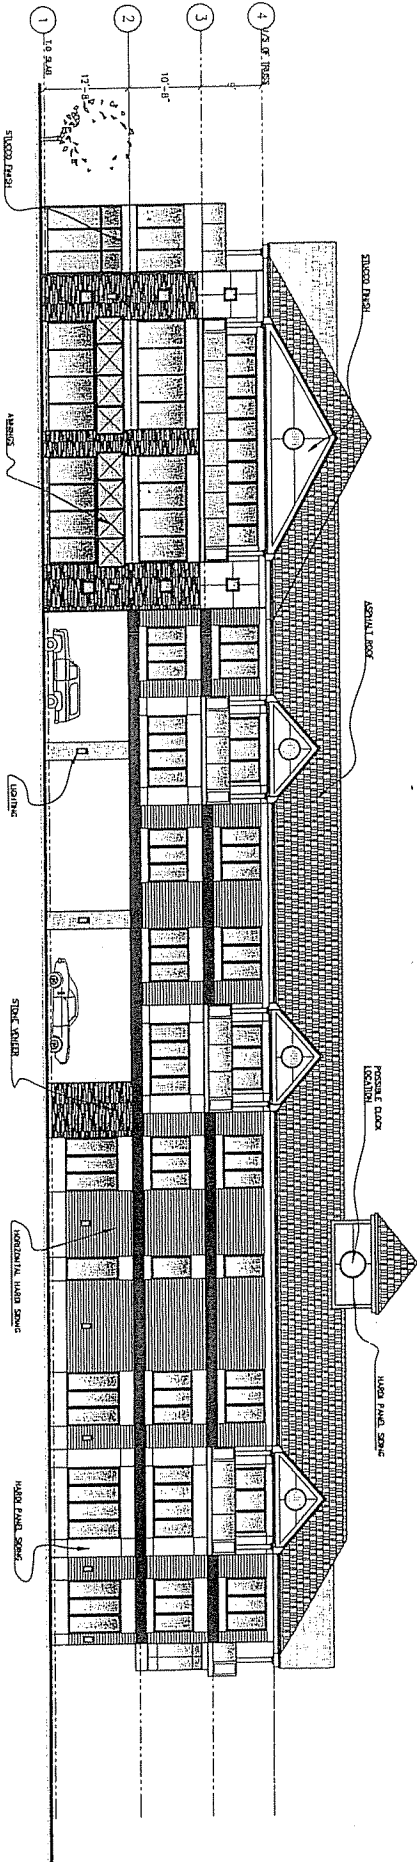 4
U/S OF TRUSS
3
10'-8"
2
12'-8"
1
T.O SLAB
STUCCO FINISH
STUCCO FINISH
AWNINGS
ASPHALT ROOF
LIGHTING
STONE VENEER
POSSIBLE CLOCK
LOCATION
HORIZONTAL HARDI SIDING
HARDI PANEL SIDING
HARDI PANEL SIDING